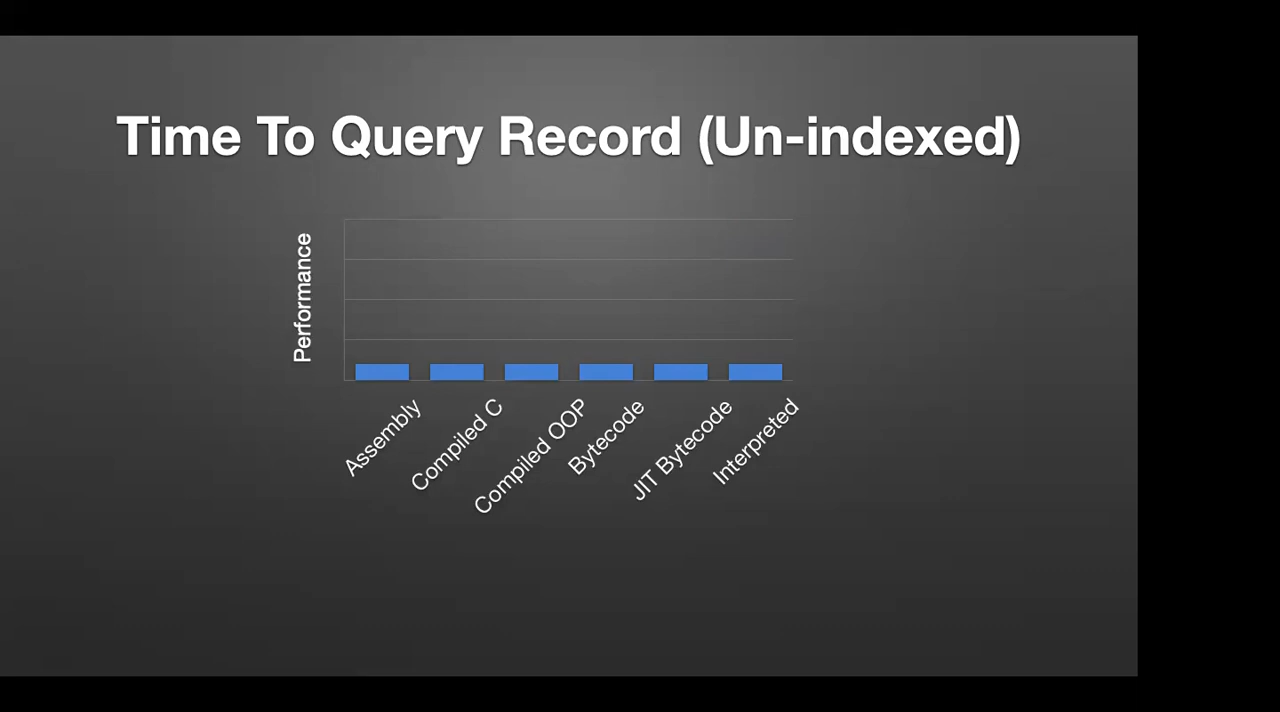 Time To Query Record (Un-indexed)
Performance
Assembly
Compiled C
Compiled OOP
Bytecode
JIT Bytecode
Interpreted